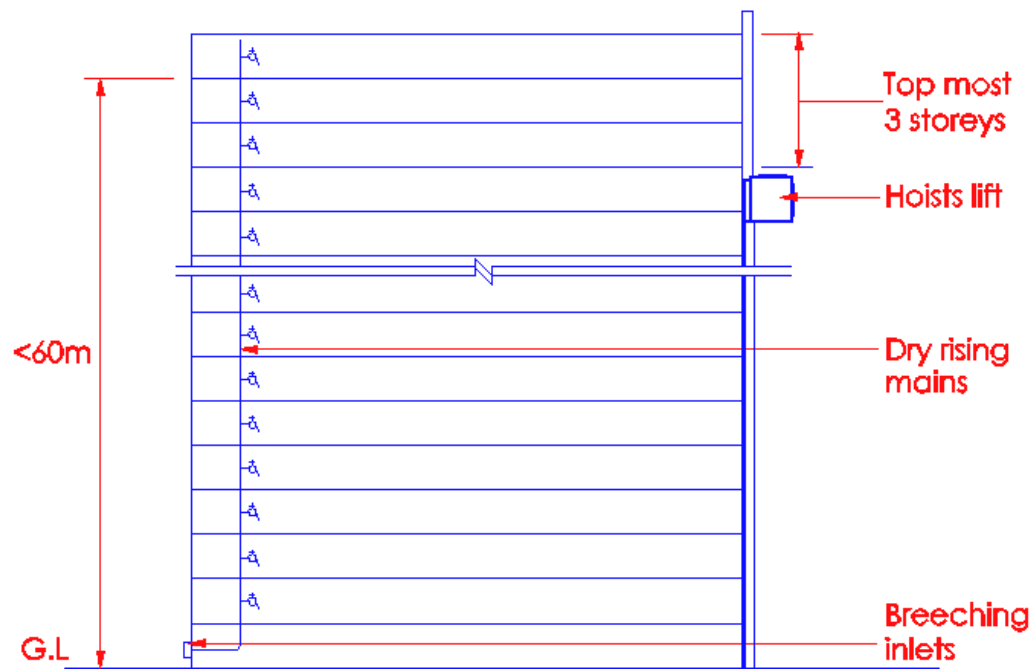 Top most
3 storeys
Hoists lift
<60m
Dry rising
mains
Breeching
inlets
G.L